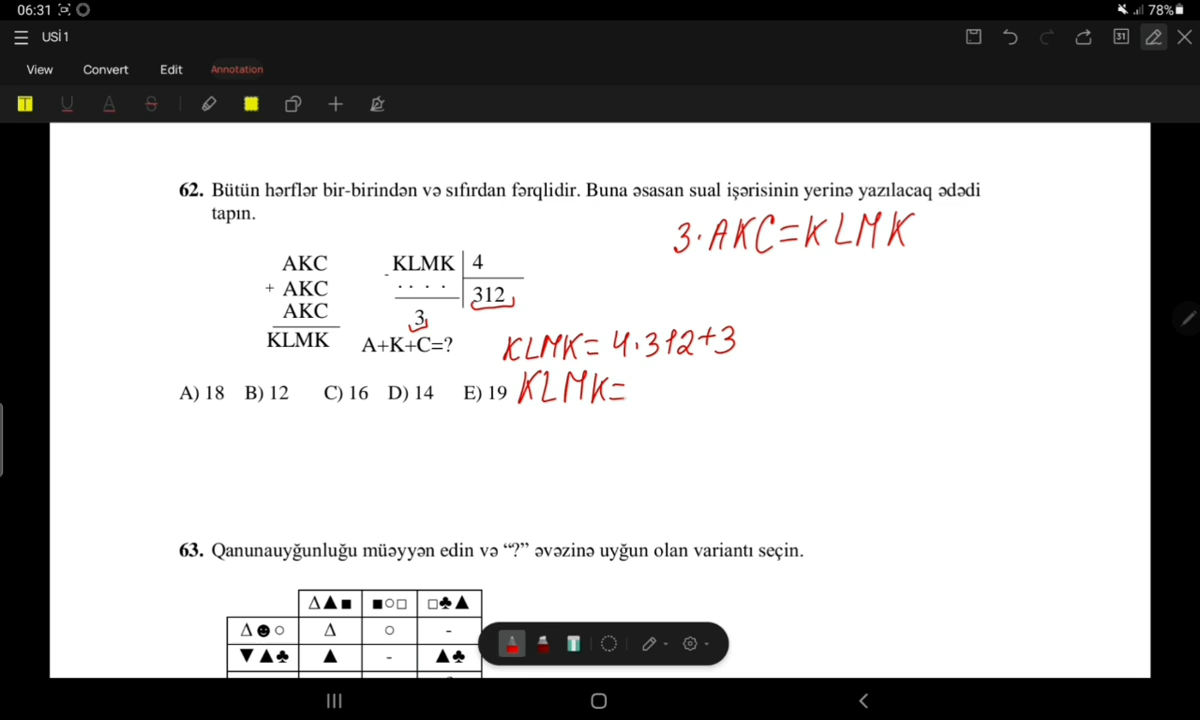 06:31
78%
USİ 1
31
View Convert Edit Annotation
T U A S
62. Bütün hərflər bir-birindən və sıfırdan fərqlidir. Buna əsasən sual işərisinin yerinə yazılacaq ədədi
tapın.
3·AKC=KLMK
AKC
+ AKC
AKC
KLMK
- KLMK 4
. . . . 312
3
A+K+C=?
KLMK= 4·312+3
A) 18 B) 12 C) 16 D) 14 E) 19
KLMK=
63. Qanunauyğunluğu müəyyən edin və “?” əvəzinə uyğun olan variantı seçin.
Δ▲■ ■○□ □♣▲
Δ☻○ Δ ○ -
▼▲♣ ▲ - ▲♣